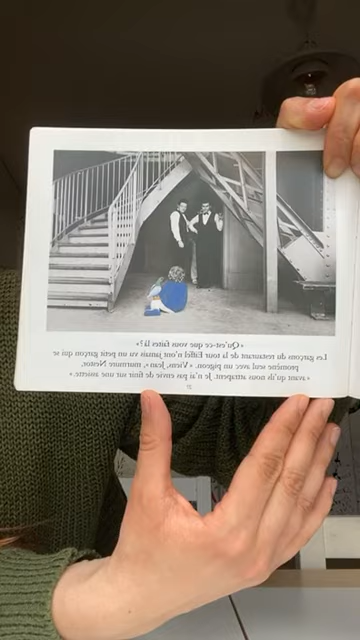 «Qu'est-ce que vous faites là?»
Les garçons du restaurant de la tour Eiffel n'ont jamais vu un petit garçon qui se
promène seul avec un pigeon. «Viens, Jean», murmure Nestor,
«avant qu'ils nous attrapent. Je n'ai pas envie de finir sur une assiette.»